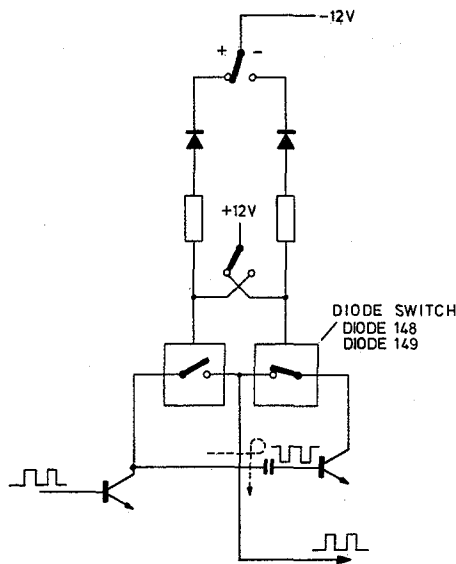 -12V
+ -
+12V
DIODE SWITCH
DIODE 148
DIODE 149